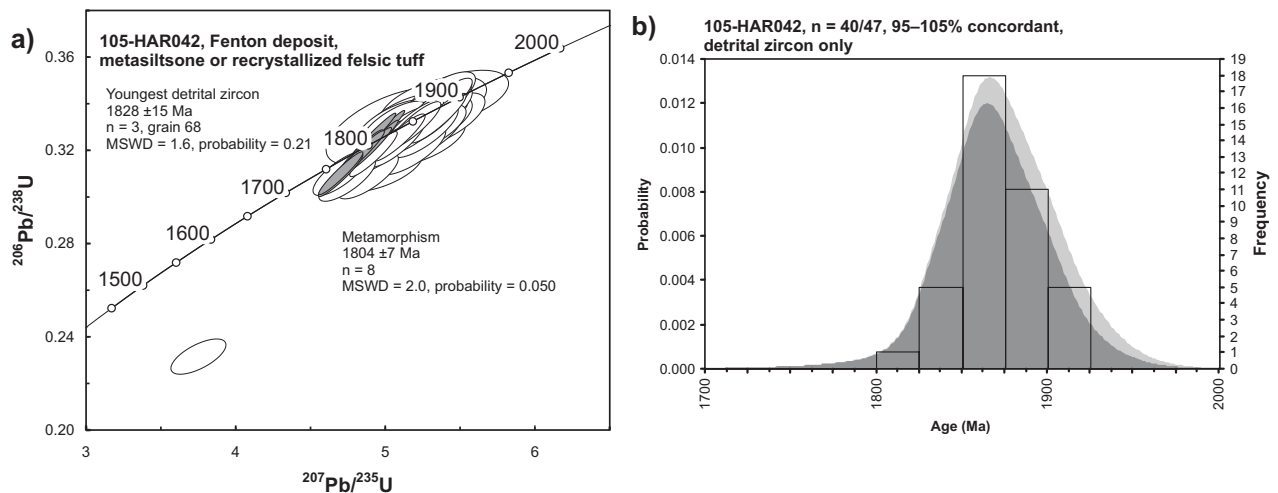 a)
105-HAR042, Fenton deposit,
metasiltsone or recrystallized felsic tuff
Youngest detrital zircon
1828 ±15 Ma
n = 3, grain 68
MSWD = 1.6, probability = 0.21
Metamorphism
1804 ±7 Ma
n = 8
MSWD = 2.0, probability = 0.050
2000
1900
1800
1700
1600
1500
0.36
0.32
0.28
0.24
0.20
206Pb/238U
3 4 5 6
207Pb/235U
b)
105-HAR042, n = 40/47, 95–105% concordant,
detrital zircon only
0.014
0.012
0.010
0.008
0.006
0.004
0.002
0.000
Probability
19
18
17
16
15
14
13
12
11
10
9
8
7
6
5
4
3
2
1
0
Frequency
1700 1800 1900 2000
Age (Ma)